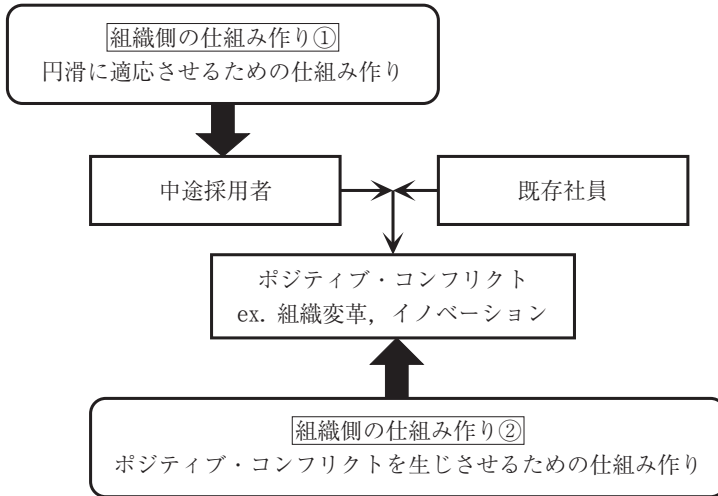 組織側の仕組み作り①
円滑に適応させるための仕組み作り
中途採用者
既存社員
ポジティブ・コンフリクト
ex. 組織変革，イノベーション
組織側の仕組み作り②
ポジティブ・コンフリクトを生じさせるための仕組み作り